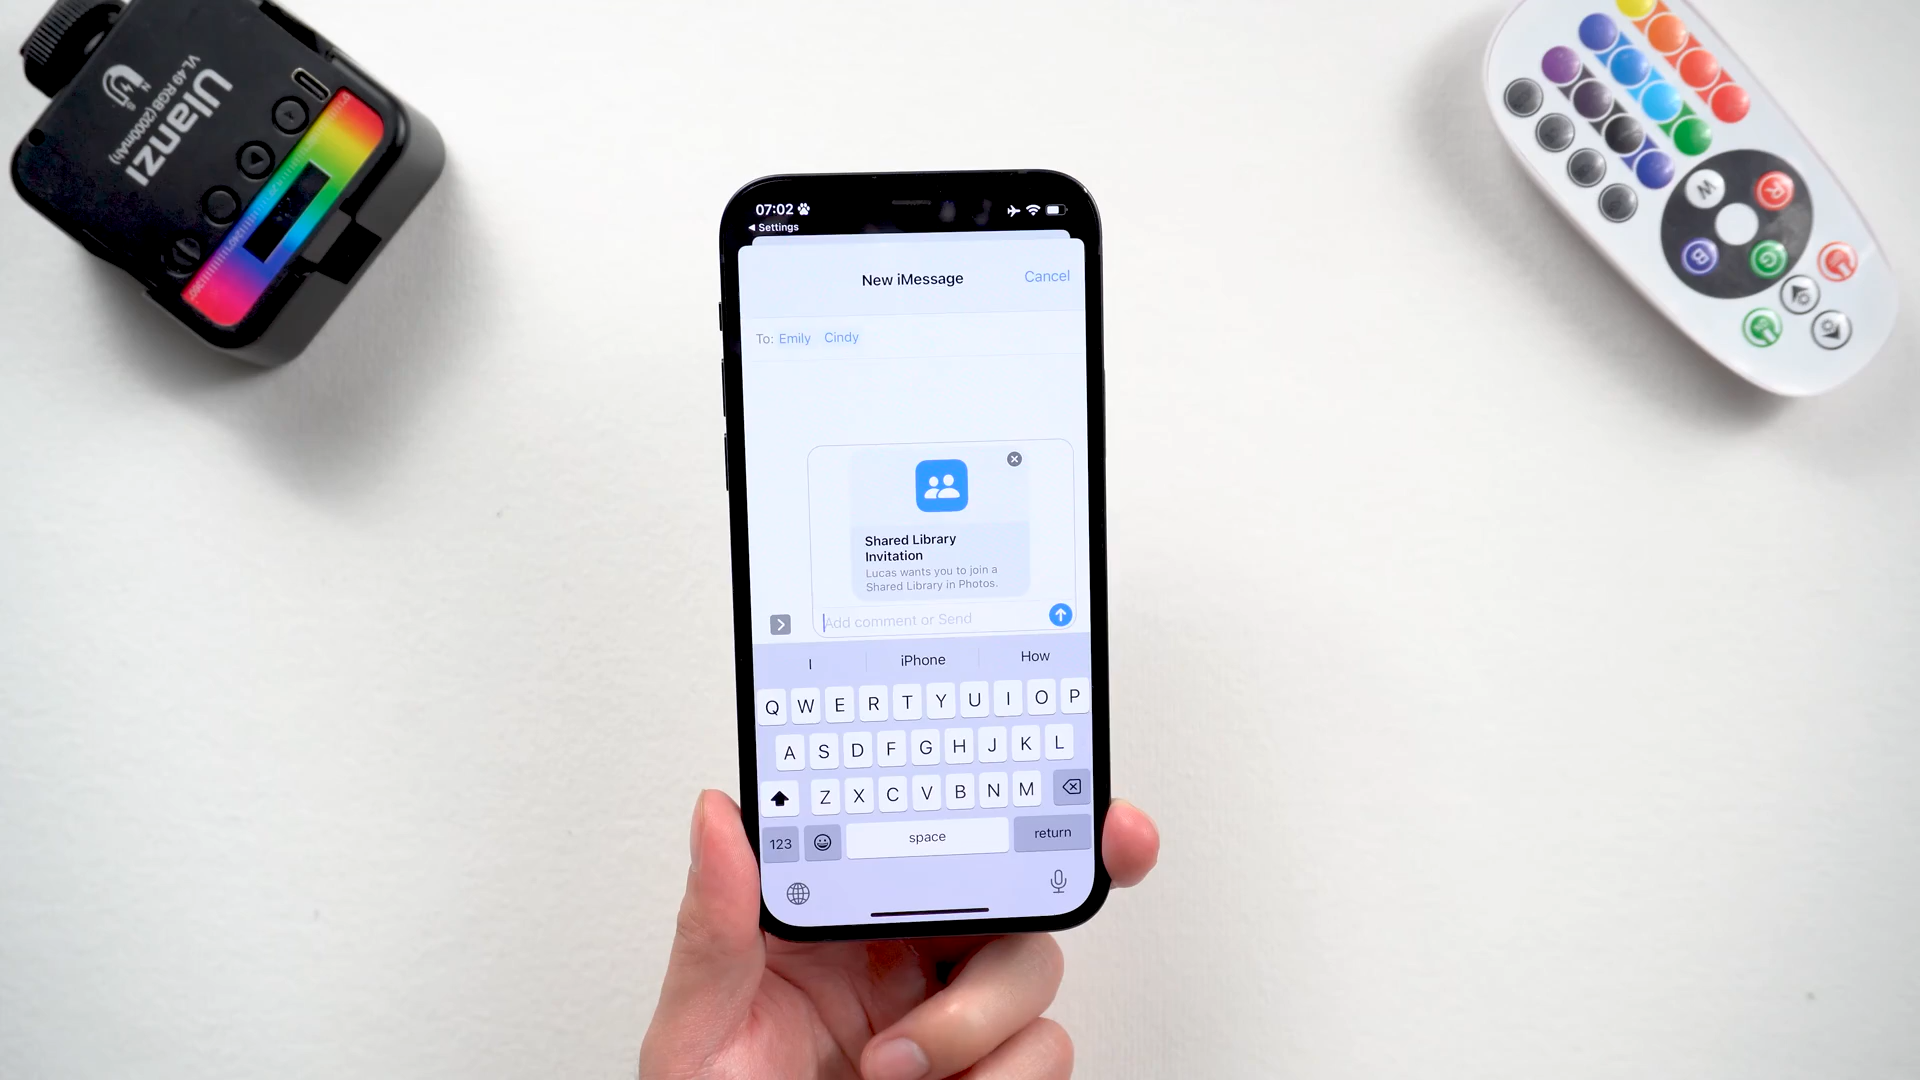 Ulanzi
VL49 RGB(2000mAh)
N
S
07:02
Settings
New iMessage
Cancel
To: Emily Cindy
Shared Library
Invitation
Lucas wants you to join a
Shared Library in Photos.
Add comment or Send
I
iPhone
How
Q W E R T Y U I O P
A S D F G H J K L
Z X C V B N M
123
space
return
W
R
B
G